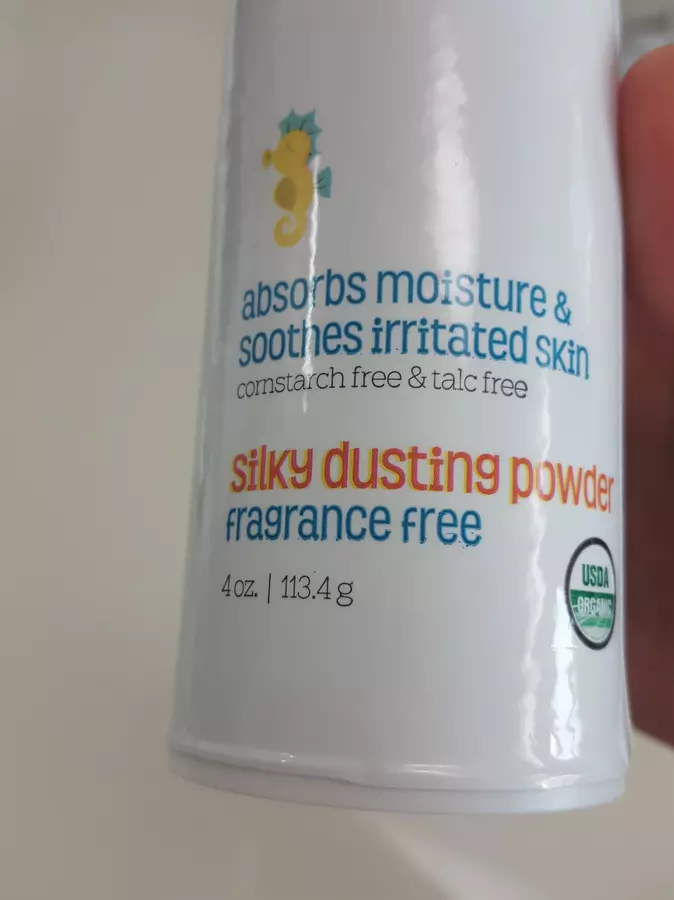 absorbs moisture &
soothes irritated skin
cornstarch free & talc free
silky dusting powder
fragrance free
4 oz. | 113.4 g
USDA
ORGANIC